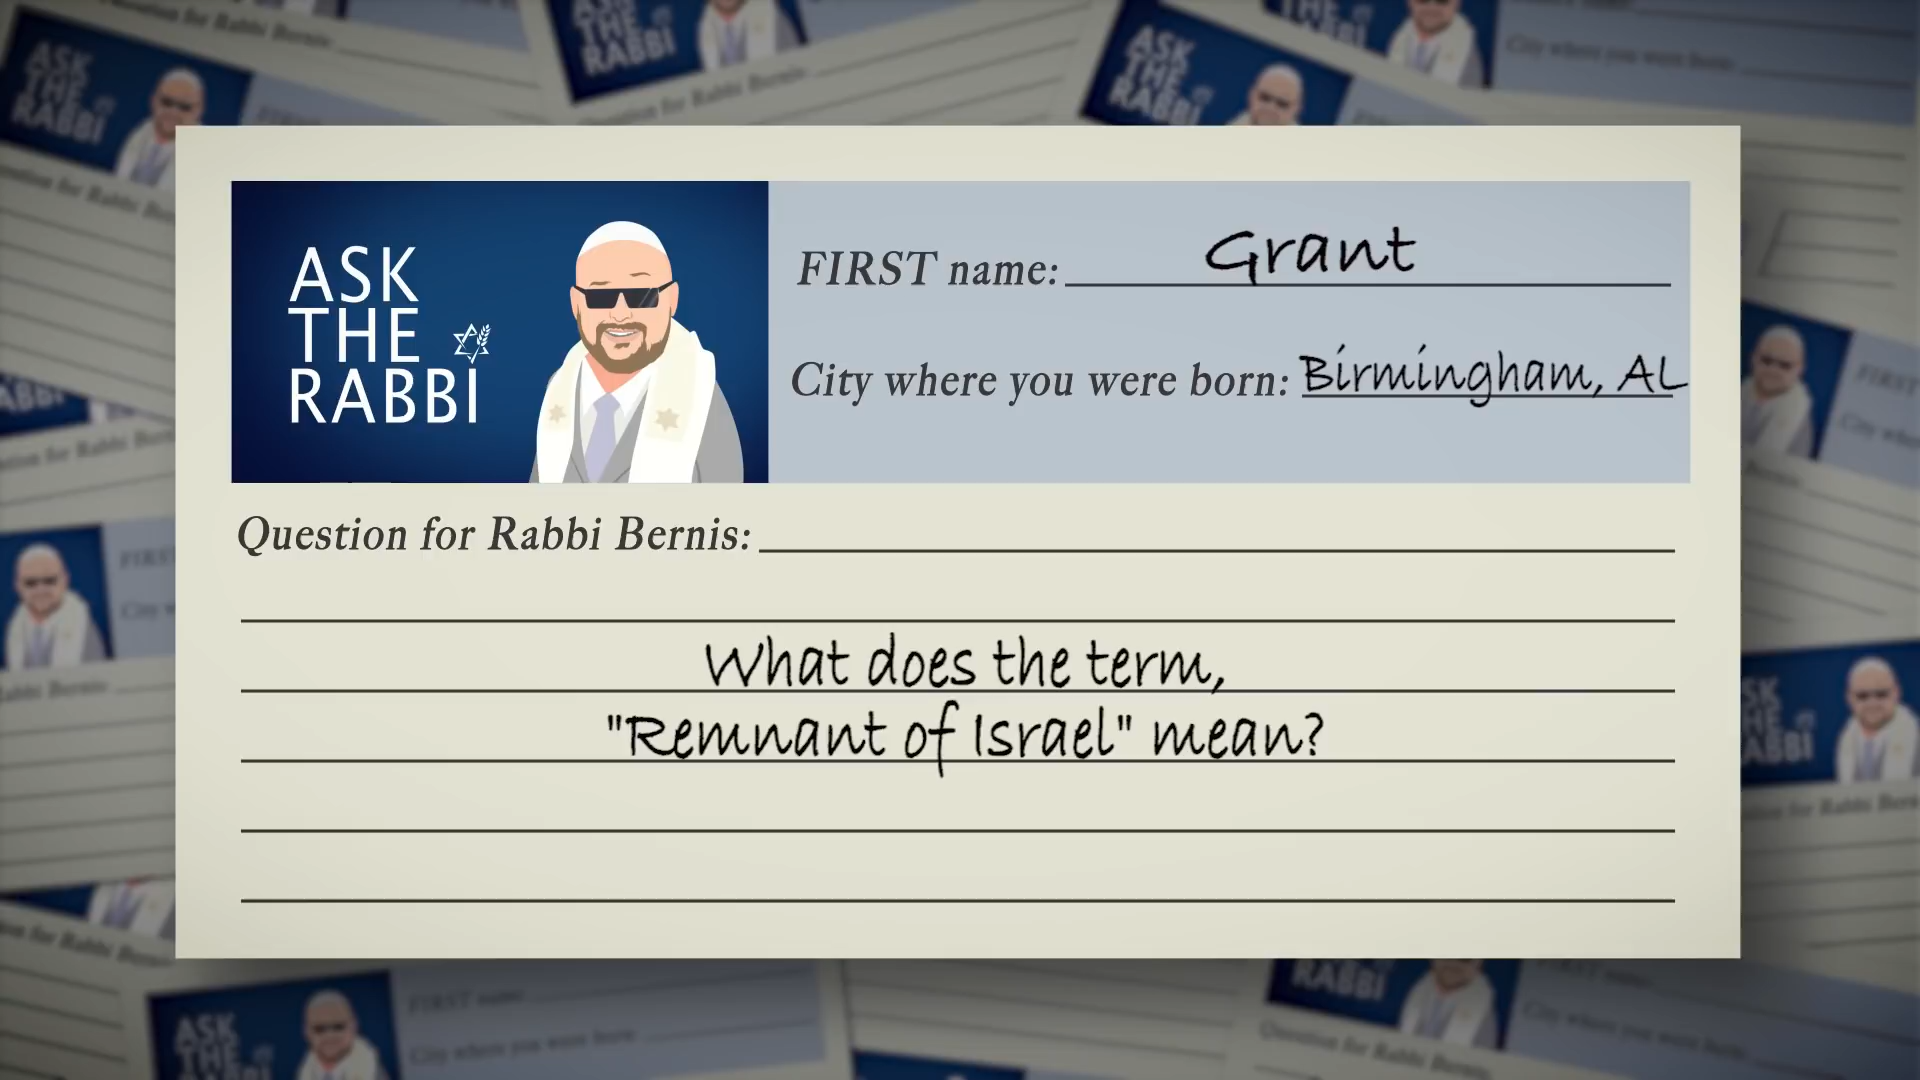 ASK
THE
RABBI
FIRST name: Grant
City where you were born: Birmingham, AL
Question for Rabbi Bernis:
What does the term,
"Remnant of Israel" mean?